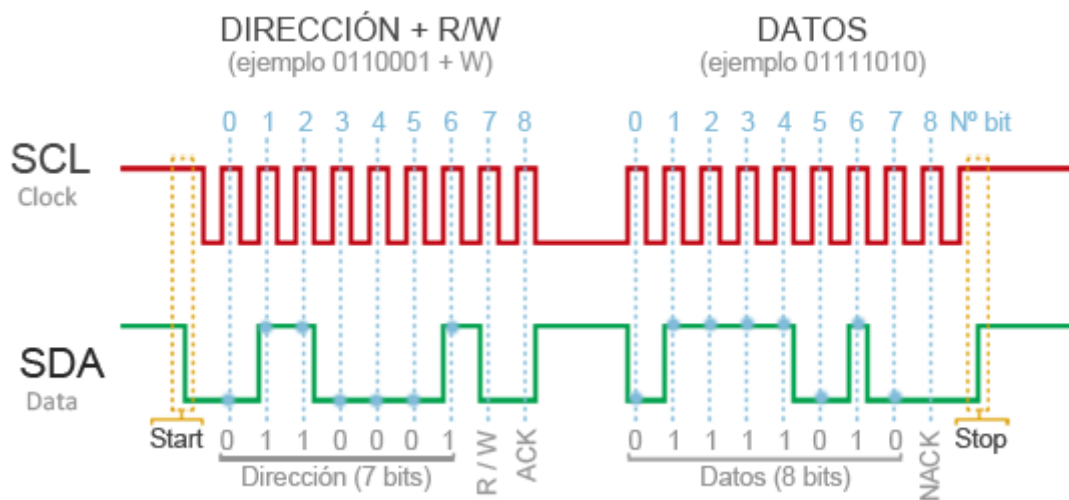 DIRECCIÓN + R/W
(ejemplo 0110001 + W)
DATOS
(ejemplo 01111010)
0 1 2 3 4 5 6 7 8
0 1 2 3 4 5 6 7 8 Nº bit
SCL
Clock
SDA
Data
Start
0 1 1 0 0 0 1 R / W ACK
Dirección (7 bits)
0 1 1 1 1 0 1 0 NACK
Datos (8 bits)
Stop